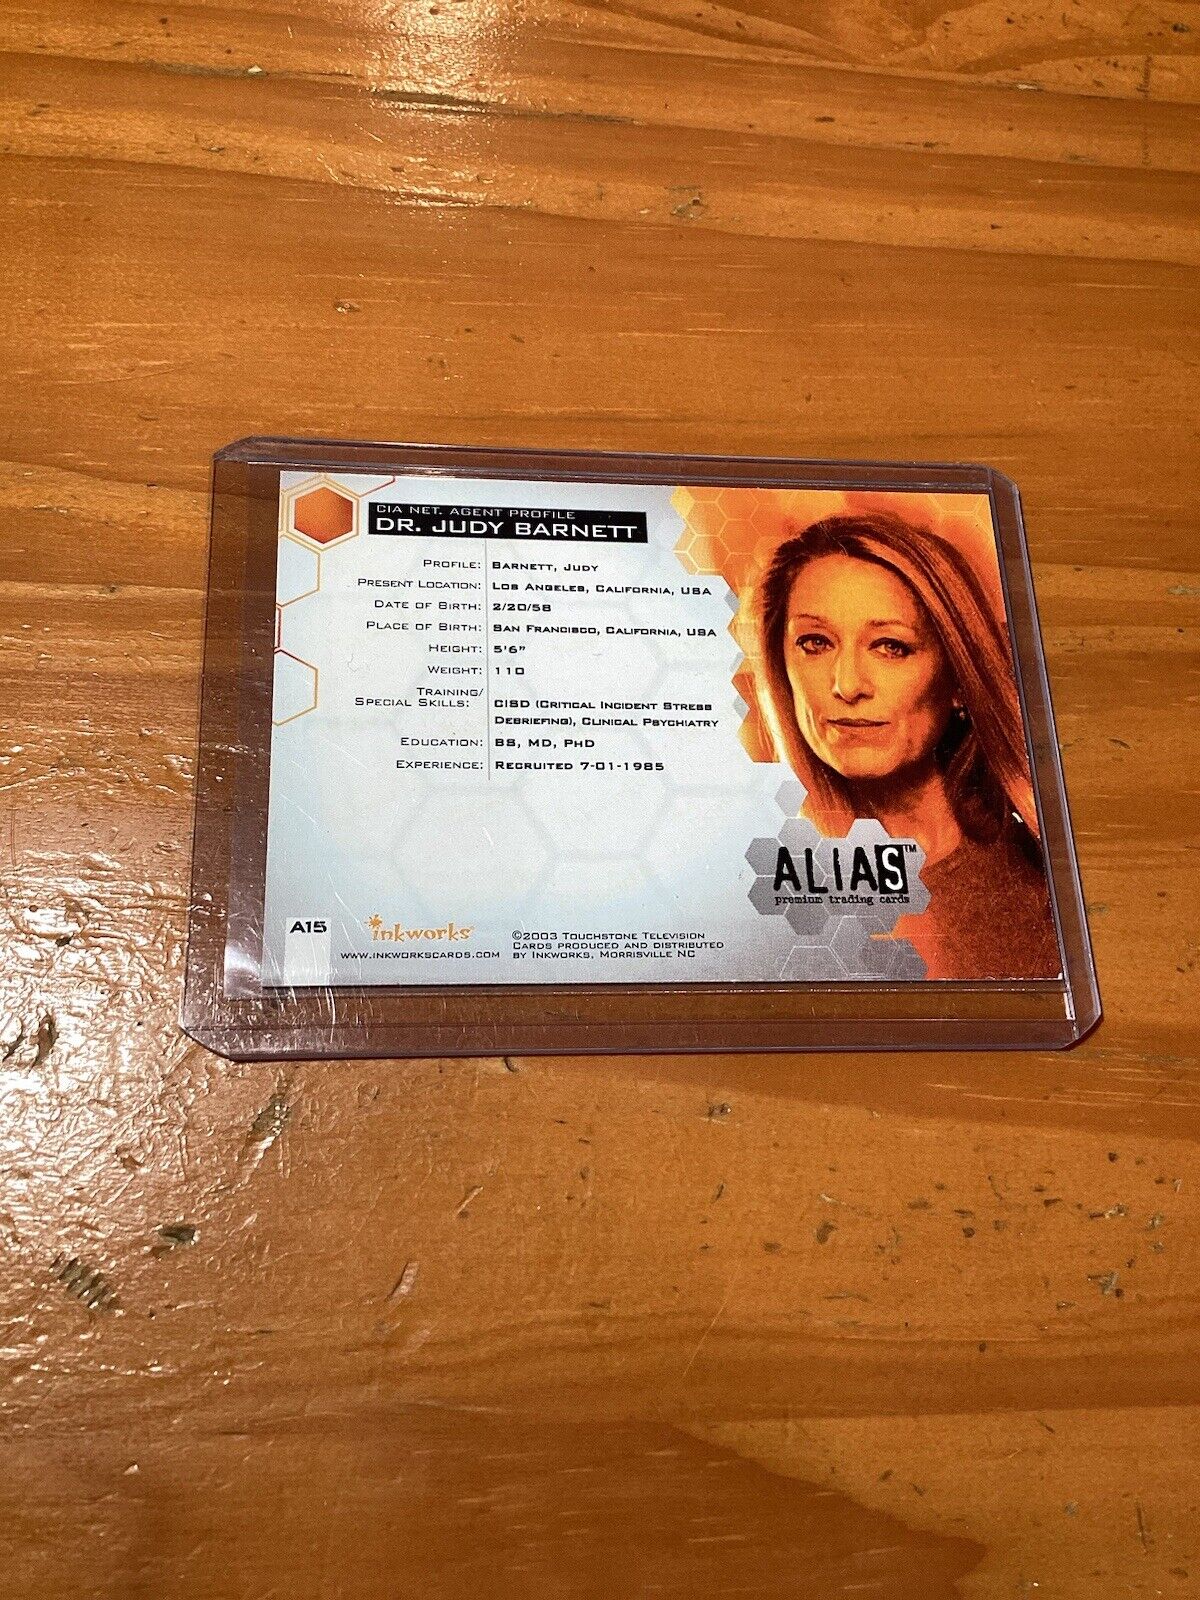 CIA NET. AGENT PROFILE
DR. JUDY BARNETT
PROFILE: BARNETT, JUDY
PRESENT LOCATION: LOS ANGELES, CALIFORNIA, USA
DATE OF BIRTH: 2/20/58
PLACE OF BIRTH: SAN FRANCISCO, CALIFORNIA, USA
HEIGHT: 5'6"
WEIGHT: 110
TRAINING/
SPECIAL SKILLS: CISD (CRITICAL INCIDENT STRESS
DEBRIEFING), CLINICAL PSYCHIATRY
EDUCATION: BS, MD, PHD
EXPERIENCE: RECRUITED 7-01-1985
ALIAS™
premium trading cards
A15
inkworks®
WWW.INKWORKSCARDS.COM
©2003 TOUCHSTONE TELEVISION
CARDS PRODUCED AND DISTRIBUTED
BY INKWORKS, MORRISVILLE NC